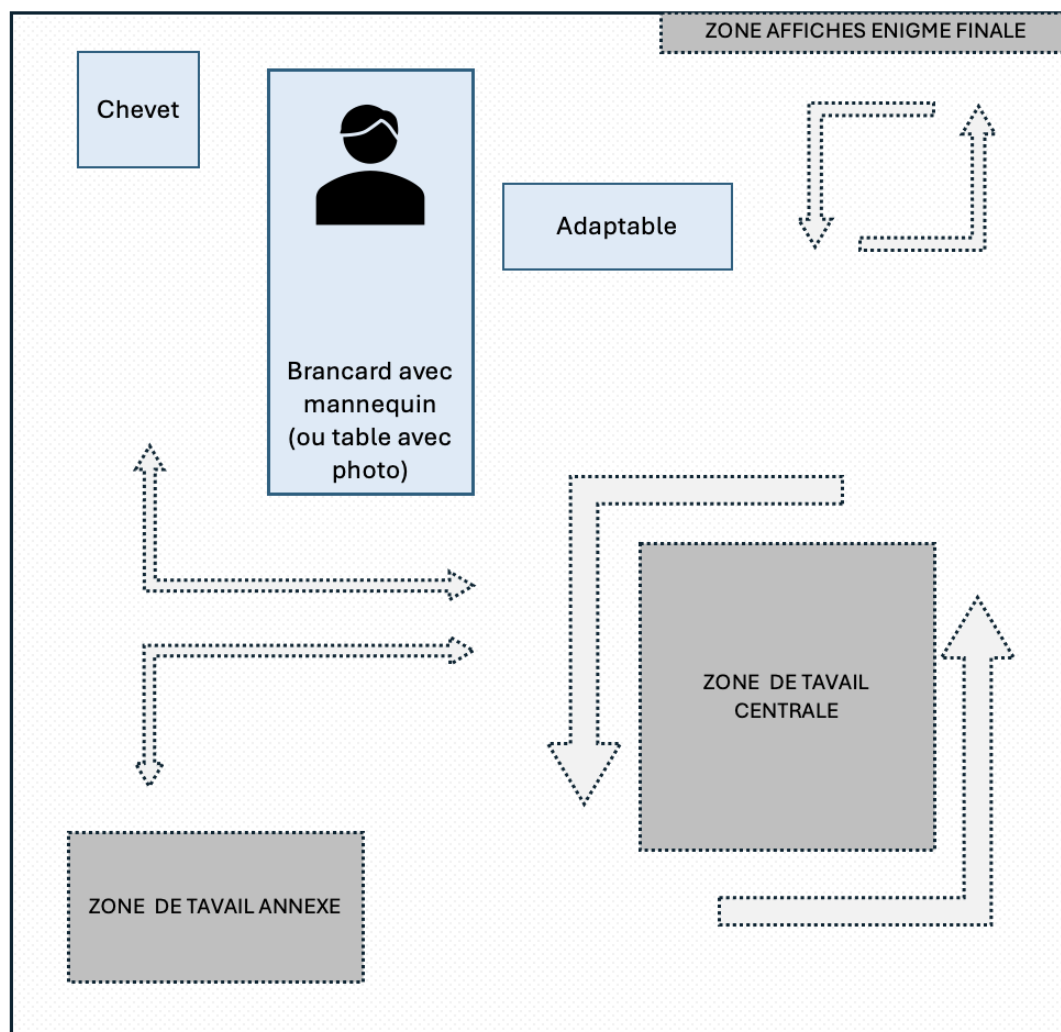 ZONE AFFICHES ENIGME FINALE
Chevet
Adaptable
Brancard avec
mannequin
(ou table avec
photo)
ZONE DE TAVAIL
CENTRALE
ZONE DE TAVAIL ANNEXE